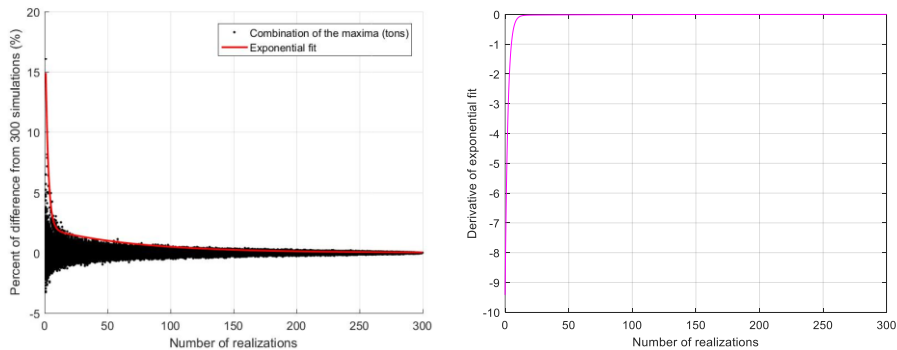 20
15
10
5
0
-5
Percent of difference from 300 simulations (%)
Combination of the maxima (tons)
Exponential fit
0 50 100 150 200 250 300
Number of realizations
0
-1
-2
-3
-4
-5
-6
-7
-8
-9
-10
Derivative of exponential fit
0 50 100 150 200 250 300
Number of realizations